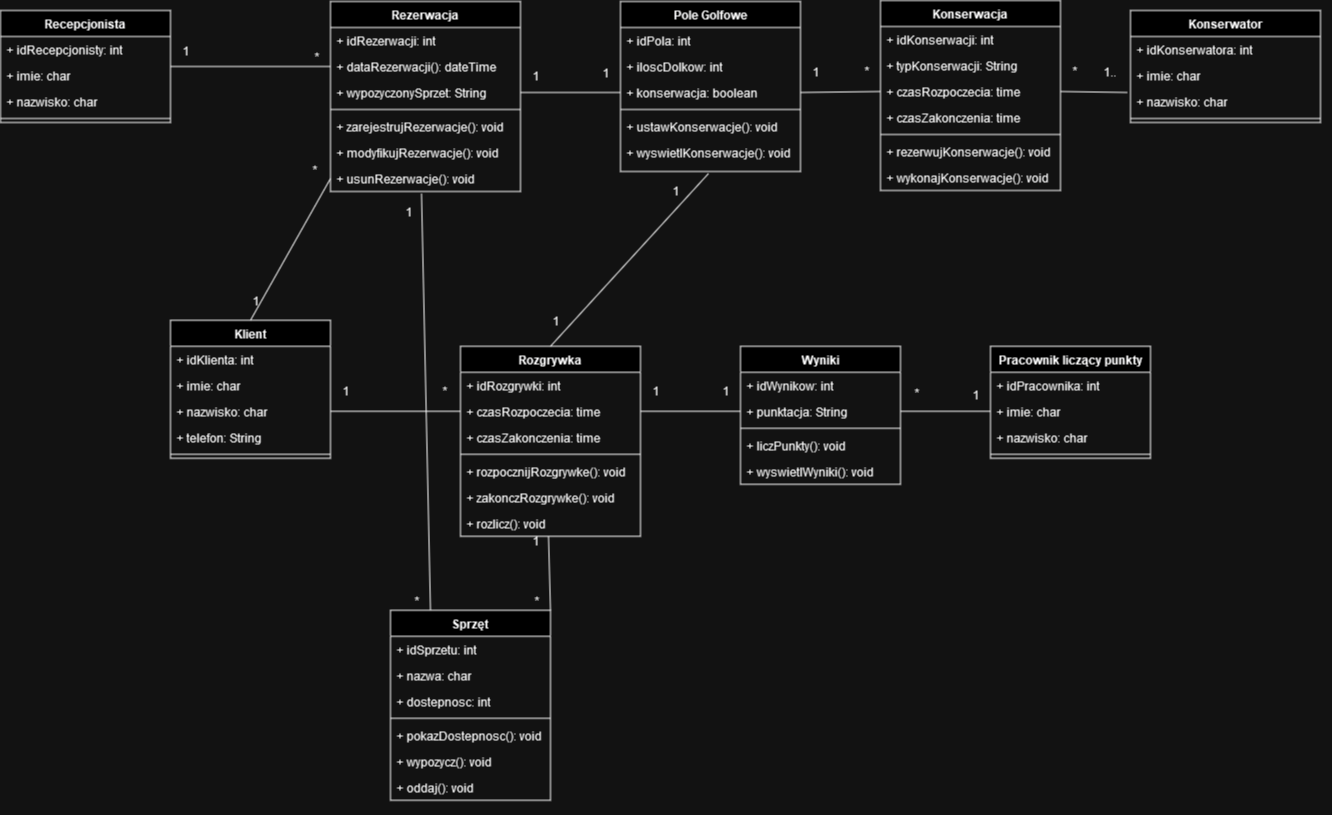 Recepcjonista
+ idRecepcjonisty: int
+ imie: char
+ nazwisko: char
1
*
Rezerwacja
+ idRezerwacji: int
+ dataRezerwacji(): dateTime
+ wypozyczonySprzet: String
+ zarejestrujRezerwacje(): void
+ modyfikujRezerwacje(): void
+ usunRezerwacje(): void
1
1
Pole Golfowe
+ idPola: int
+ iloscDolkow: int
+ konserwacja: boolean
+ ustawKonserwacje(): void
+ wyswietlKonserwacje(): void
1
*
Konserwacja
+ idKonserwacji: int
+ typKonserwacji: String
+ czasRozpoczecia: time
+ czasZakonczenia: time
+ rezerwujKonserwacje(): void
+ wykonajKonserwacje(): void
*
1..
Konserwator
+ idKonserwatora: int
+ imie: char
+ nazwisko: char
*
1
1
1
1
Klient
+ idKlienta: int
+ imie: char
+ nazwisko: char
+ telefon: String
1
*
Rozgrywka
+ idRozgrywki: int
+ czasRozpoczecia: time
+ czasZakonczenia: time
+ rozpocznijRozgrywke(): void
+ zakonczRozgrywke(): void
+ rozlicz(): void
1
1
Wyniki
+ idWynikow: int
+ punktacja: String
+ liczPunkty(): void
+ wyswietlWyniki(): void
*
1
Pracownik liczący punkty
+ idPracownika: int
+ imie: char
+ nazwisko: char
1
*
*
Sprzęt
+ idSprzetu: int
+ nazwa: char
+ dostepnosc: int
+ pokazDostepnosc(): void
+ wypozycz(): void
+ oddaj(): void